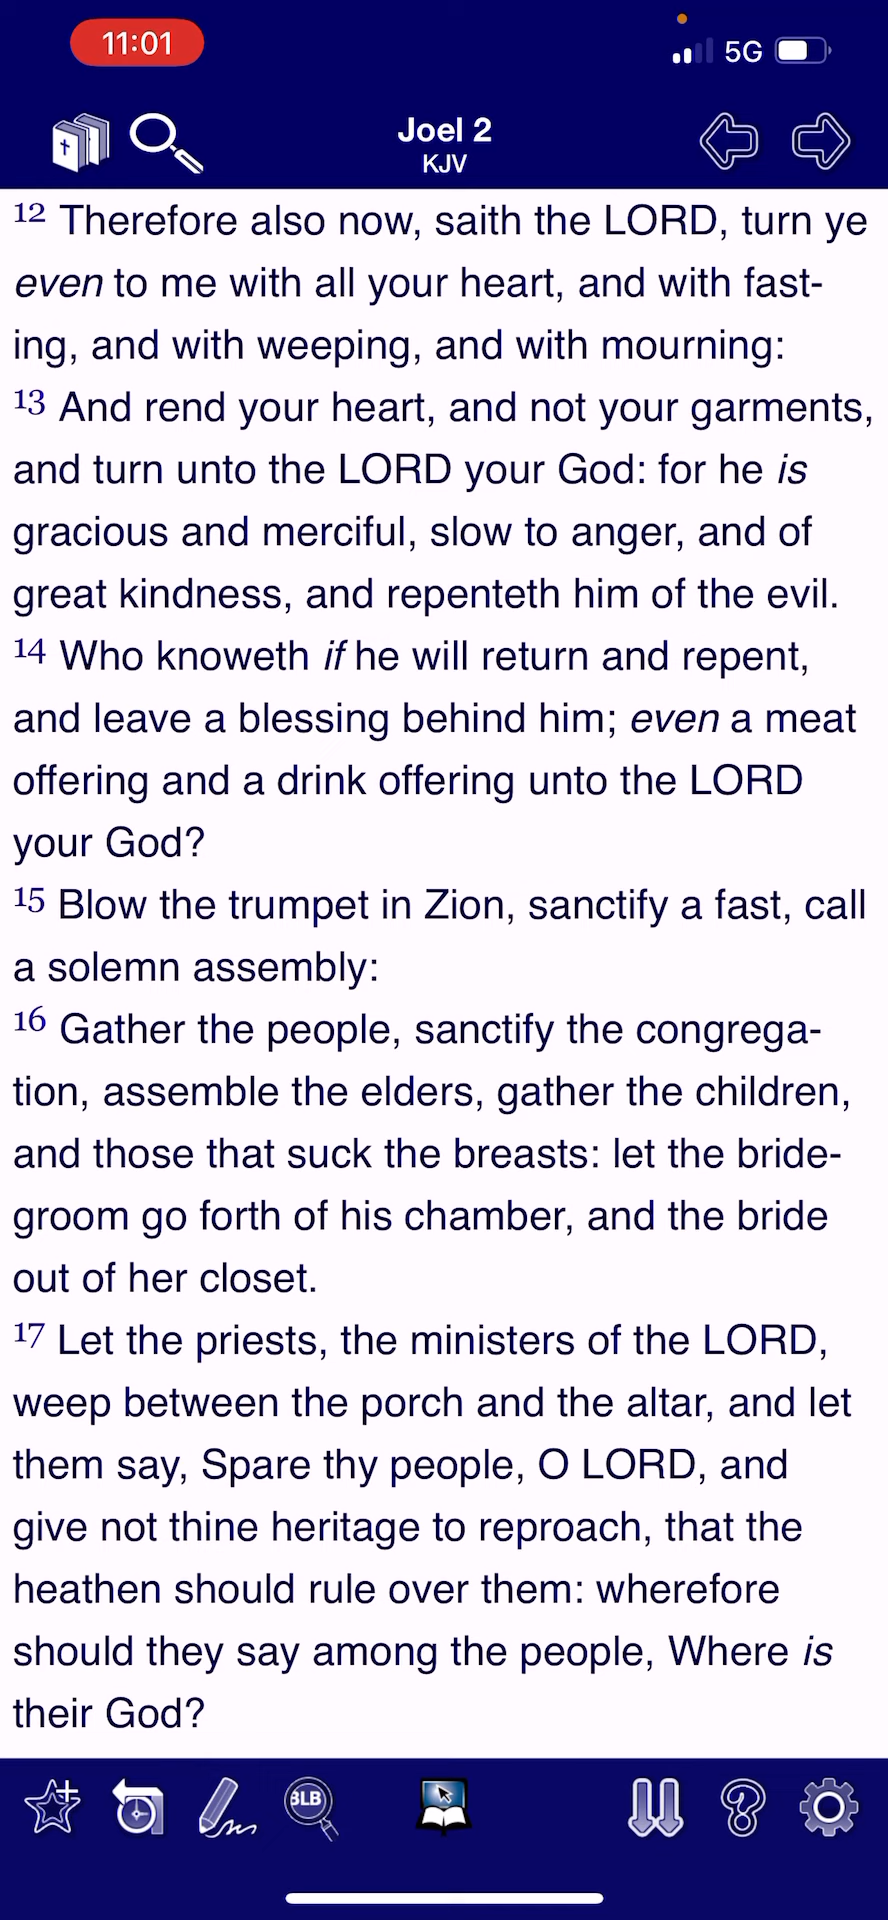 11:01
5G
Joel 2
KJV
12 Therefore also now, saith the LORD, turn ye
even to me with all your heart, and with fast-
ing, and with weeping, and with mourning:
13 And rend your heart, and not your garments,
and turn unto the LORD your God: for he is
gracious and merciful, slow to anger, and of
great kindness, and repenteth him of the evil.
14 Who knoweth if he will return and repent,
and leave a blessing behind him; even a meat
offering and a drink offering unto the LORD
your God?
15 Blow the trumpet in Zion, sanctify a fast, call
a solemn assembly:
16 Gather the people, sanctify the congrega-
tion, assemble the elders, gather the children,
and those that suck the breasts: let the bride-
groom go forth of his chamber, and the bride
out of her closet.
17 Let the priests, the ministers of the LORD,
weep between the porch and the altar, and let
them say, Spare thy people, O LORD, and
give not thine heritage to reproach, that the
heathen should rule over them: wherefore
should they say among the people, Where is
their God?
BLB